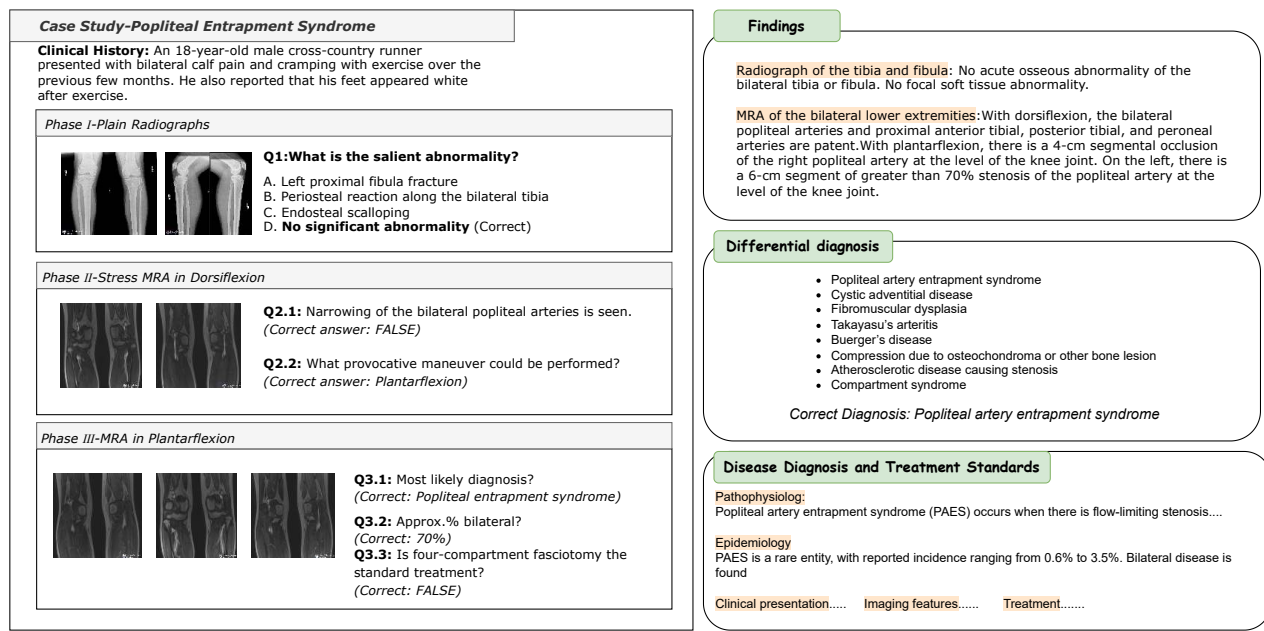 Case Study-Popliteal Entrapment Syndrome
Clinical History: An 18-year-old male cross-country runner
presented with bilateral calf pain and cramping with exercise over the
previous few months. He also reported that his feet appeared white
after exercise.
Phase I-Plain Radiographs
Q1:What is the salient abnormality?
A. Left proximal fibula fracture
B. Periosteal reaction along the bilateral tibia
C. Endosteal scalloping
D. No significant abnormality (Correct)
Phase II-Stress MRA in Dorsiflexion
Q2.1: Narrowing of the bilateral popliteal arteries is seen.
(Correct answer: FALSE)
Q2.2: What provocative maneuver could be performed?
(Correct answer: Plantarflexion)
Phase III-MRA in Plantarflexion
Q3.1: Most likely diagnosis?
(Correct: Popliteal entrapment syndrome)
Q3.2: Approx.% bilateral?
(Correct: 70%)
Q3.3: Is four-compartment fasciotomy the
standard treatment?
(Correct: FALSE)
Findings
Radiograph of the tibia and fibula: No acute osseous abnormality of the
bilateral tibia or fibula. No focal soft tissue abnormality.
MRA of the bilateral lower extremities:With dorsiflexion, the bilateral
popliteal arteries and proximal anterior tibial, posterior tibial, and peroneal
arteries are patent.With plantarflexion, there is a 4-cm segmental occlusion
of the right popliteal artery at the level of the knee joint. On the left, there is
a 6-cm segment of greater than 70% stenosis of the popliteal artery at the
level of the knee joint.
Differential diagnosis
• Popliteal artery entrapment syndrome
• Cystic adventitial disease
• Fibromuscular dysplasia
• Takayasu's arteritis
• Buerger's disease
• Compression due to osteochondroma or other bone lesion
• Atherosclerotic disease causing stenosis
• Compartment syndrome
Correct Diagnosis: Popliteal artery entrapment syndrome
Disease Diagnosis and Treatment Standards
Pathophysiolog:
Popliteal artery entrapment syndrome (PAES) occurs when there is flow-limiting stenosis....
Epidemiology
PAES is a rare entity, with reported incidence ranging from 0.6% to 3.5%. Bilateral disease is
found
Clinical presentation..... Imaging features...... Treatment.......